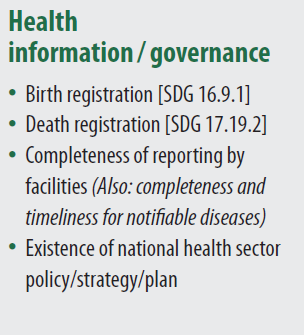 Health
information / governance
• Birth registration [SDG 16.9.1]
• Death registration [SDG 17.19.2]
• Completeness of reporting by
facilities (Also: completeness and
timeliness for notifiable diseases)
• Existence of national health sector
policy/strategy/plan